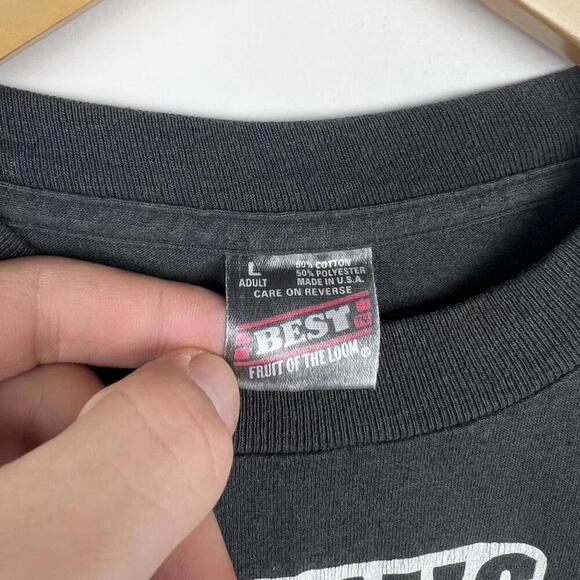 L
ADULT
50% COTTON
50% POLYESTER
MADE IN U.S.A.
CARE ON REVERSE
BEST
FRUIT OF THE LOOM®